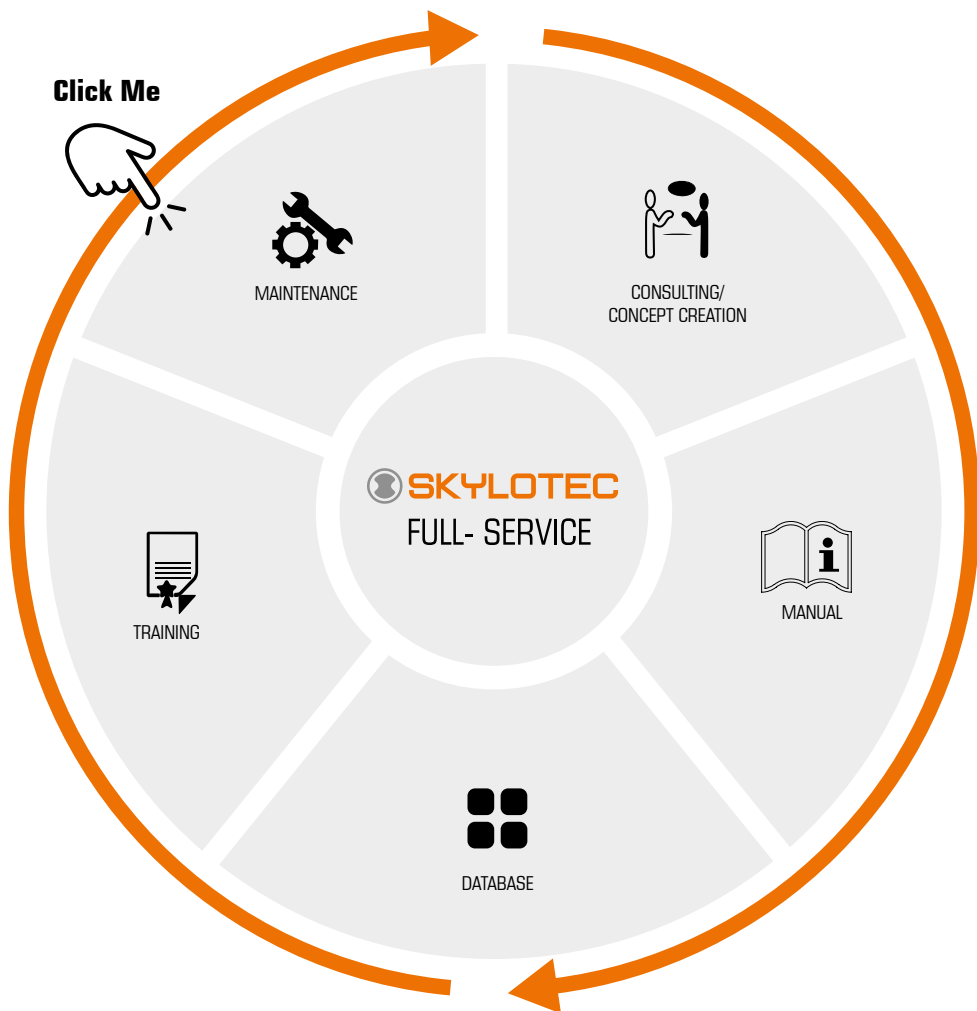 Click Me
MAINTENANCE
CONSULTING/
CONCEPT CREATION
SKYLOTEC
FULL- SERVICE
TRAINING
i
MANUAL
DATABASE